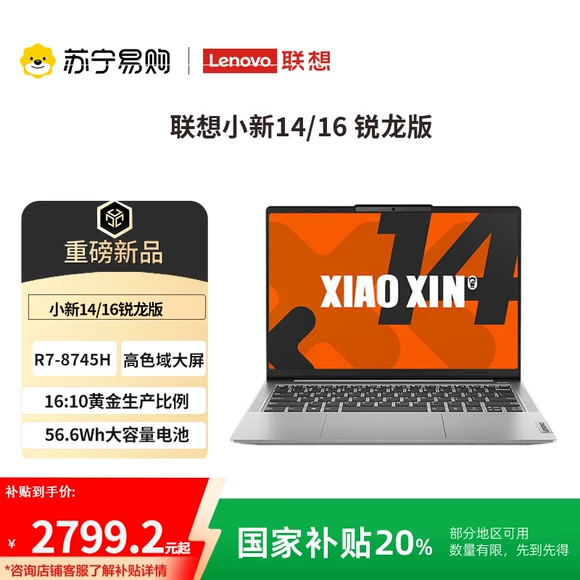 苏宁易购 Lenovo 联想
联想小新14/16 锐龙版
重磅新品
小新14/16锐龙版
R7-8745H 高色域大屏
16:10黄金生产比例
56.6Wh大容量电池
14
XIAO XIN
Lenovo
补贴到手价:
¥2799.2元起
*咨询店铺客服了解补贴详情
国家补贴20%
部分地区可用
数量有限，先到先得